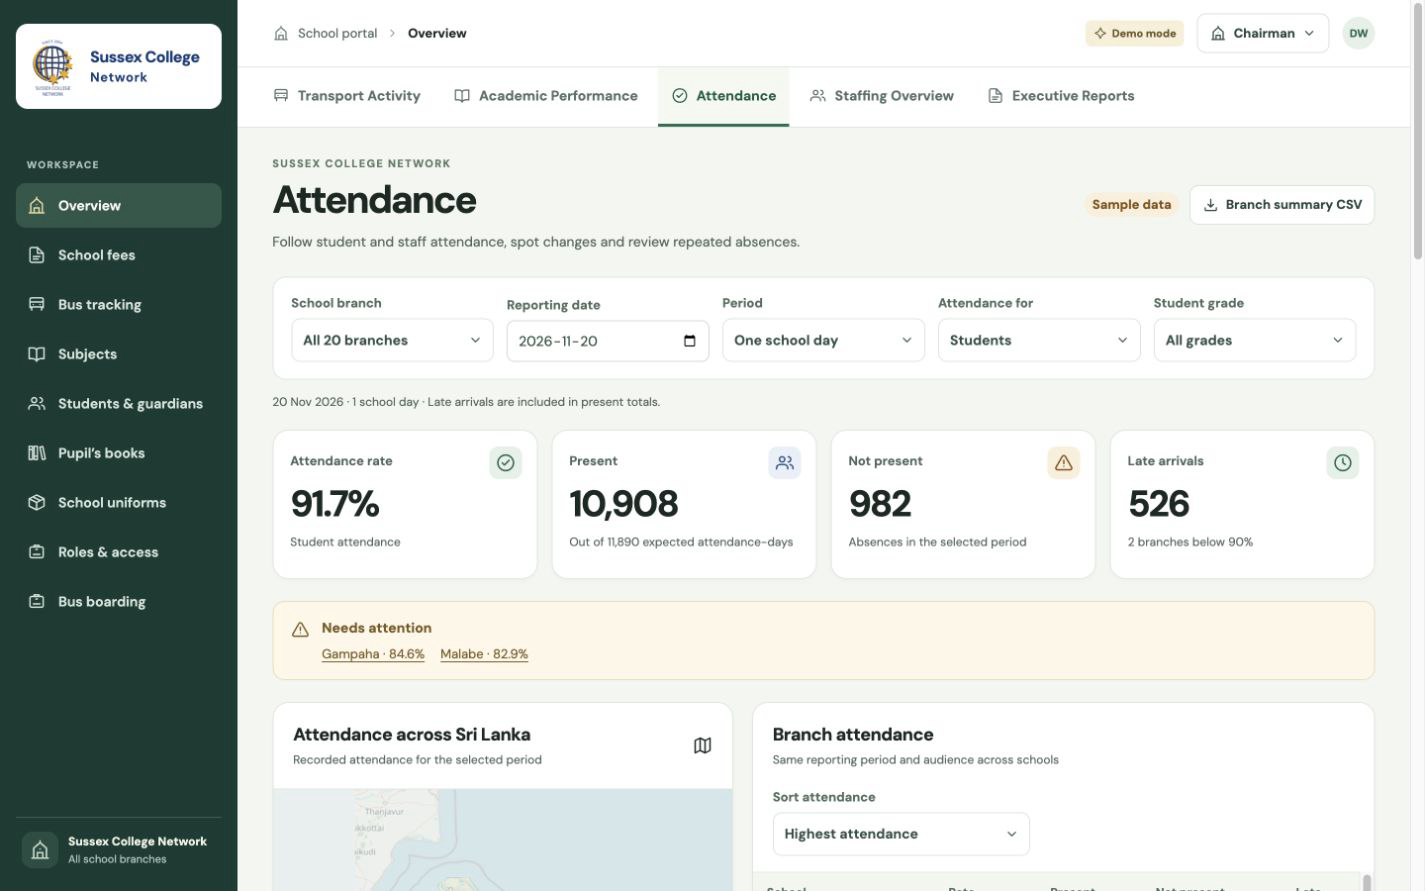 Sussex College
Network
WORKSPACE
Overview
School fees
Bus tracking
Subjects
Students & guardians
Pupil's books
School uniforms
Roles & access
Bus boarding
Sussex College Network
All school branches
School portal > Overview
Demo mode
Chairman
DW
Transport Activity
Academic Performance
Attendance
Staffing Overview
Executive Reports
SUSSEX COLLEGE NETWORK
Attendance
Follow student and staff attendance, spot changes and review repeated absences.
Sample data
Branch summary CSV
School branch
All 20 branches
Reporting date
2026-11-20
Period
One school day
Attendance for
Students
Student grade
All grades
20 Nov 2026 · 1 school day · Late arrivals are included in present totals.
Attendance rate
91.7%
Student attendance
Present
10,908
Out of 11,890 expected attendance-days
Not present
982
Absences in the selected period
Late arrivals
526
2 branches below 90%
Needs attention
Gampaha · 84.6% Malabe · 82.9%
Attendance across Sri Lanka
Recorded attendance for the selected period
Thanjavur
Branch attendance
Same reporting period and audience across schools
Sort attendance
Highest attendance